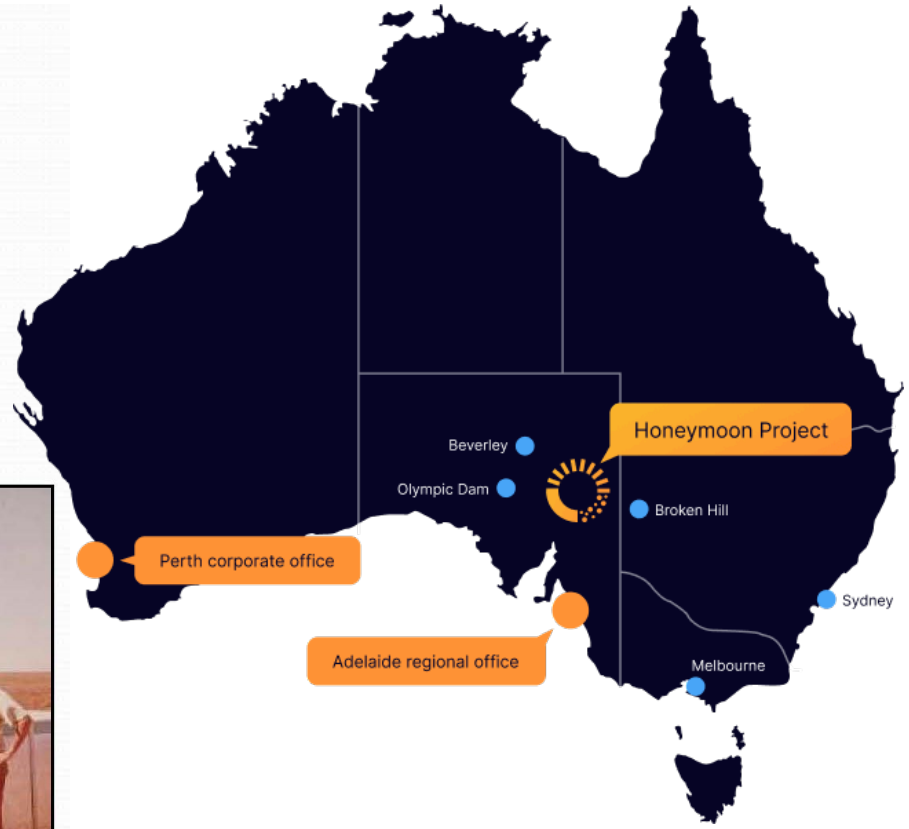 Honeymoon Project
Beverley
Olympic Dam
Broken Hill
Perth corporate office
Sydney
Adelaide regional office
Melbourne